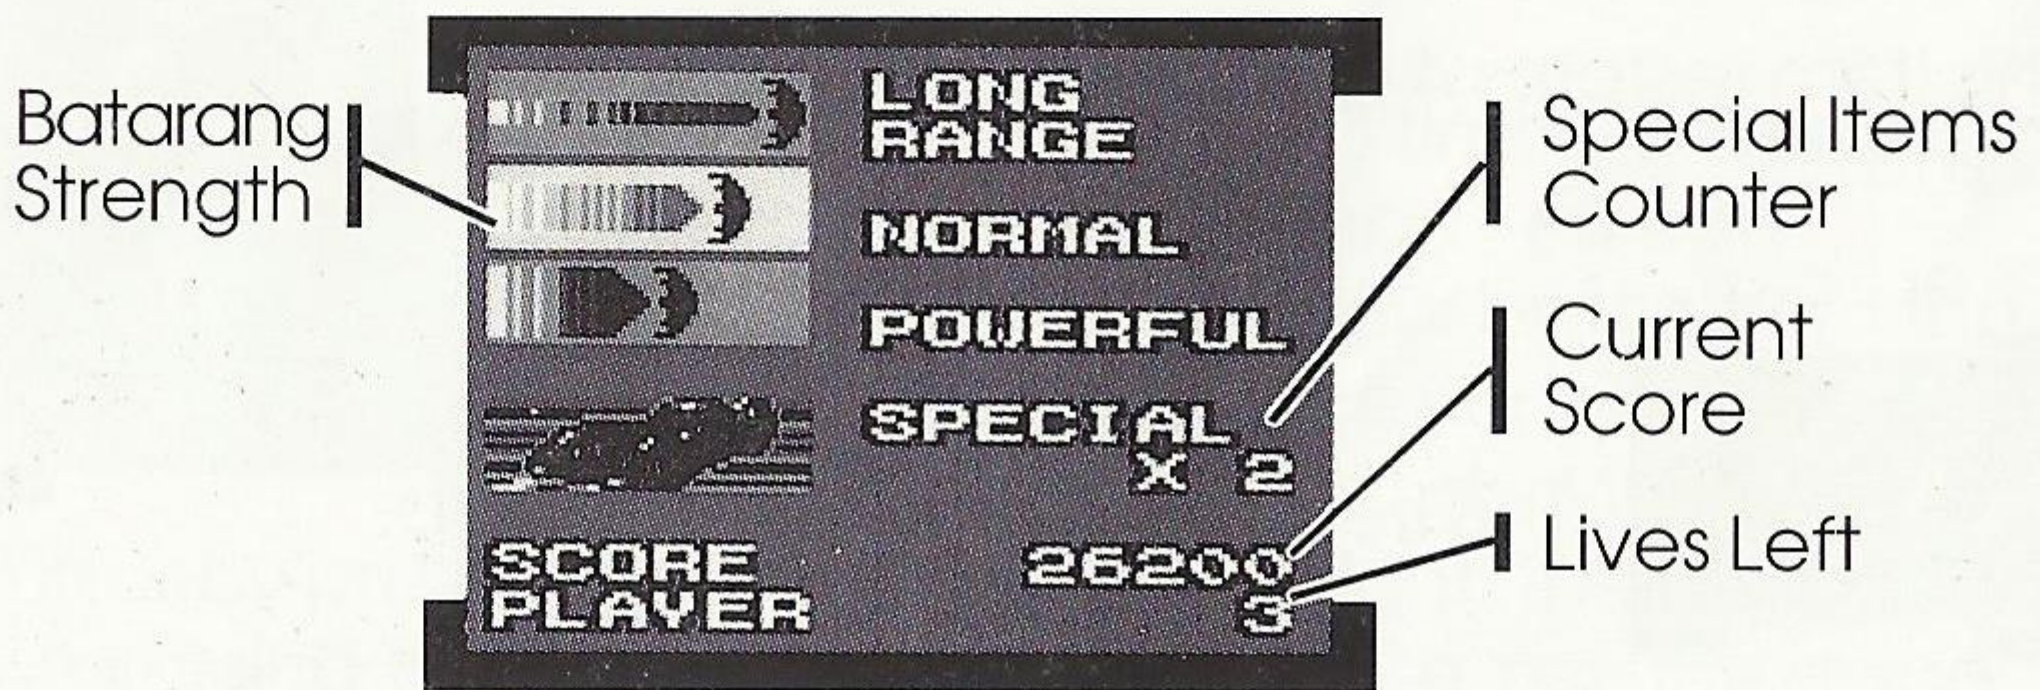 Batarang
Strength
LONG
RANGE
NORMAL
POWERFUL
SPECIAL
X 2
SCORE 26200
PLAYER 3
Special Items
Counter
Current
Score
Lives Left